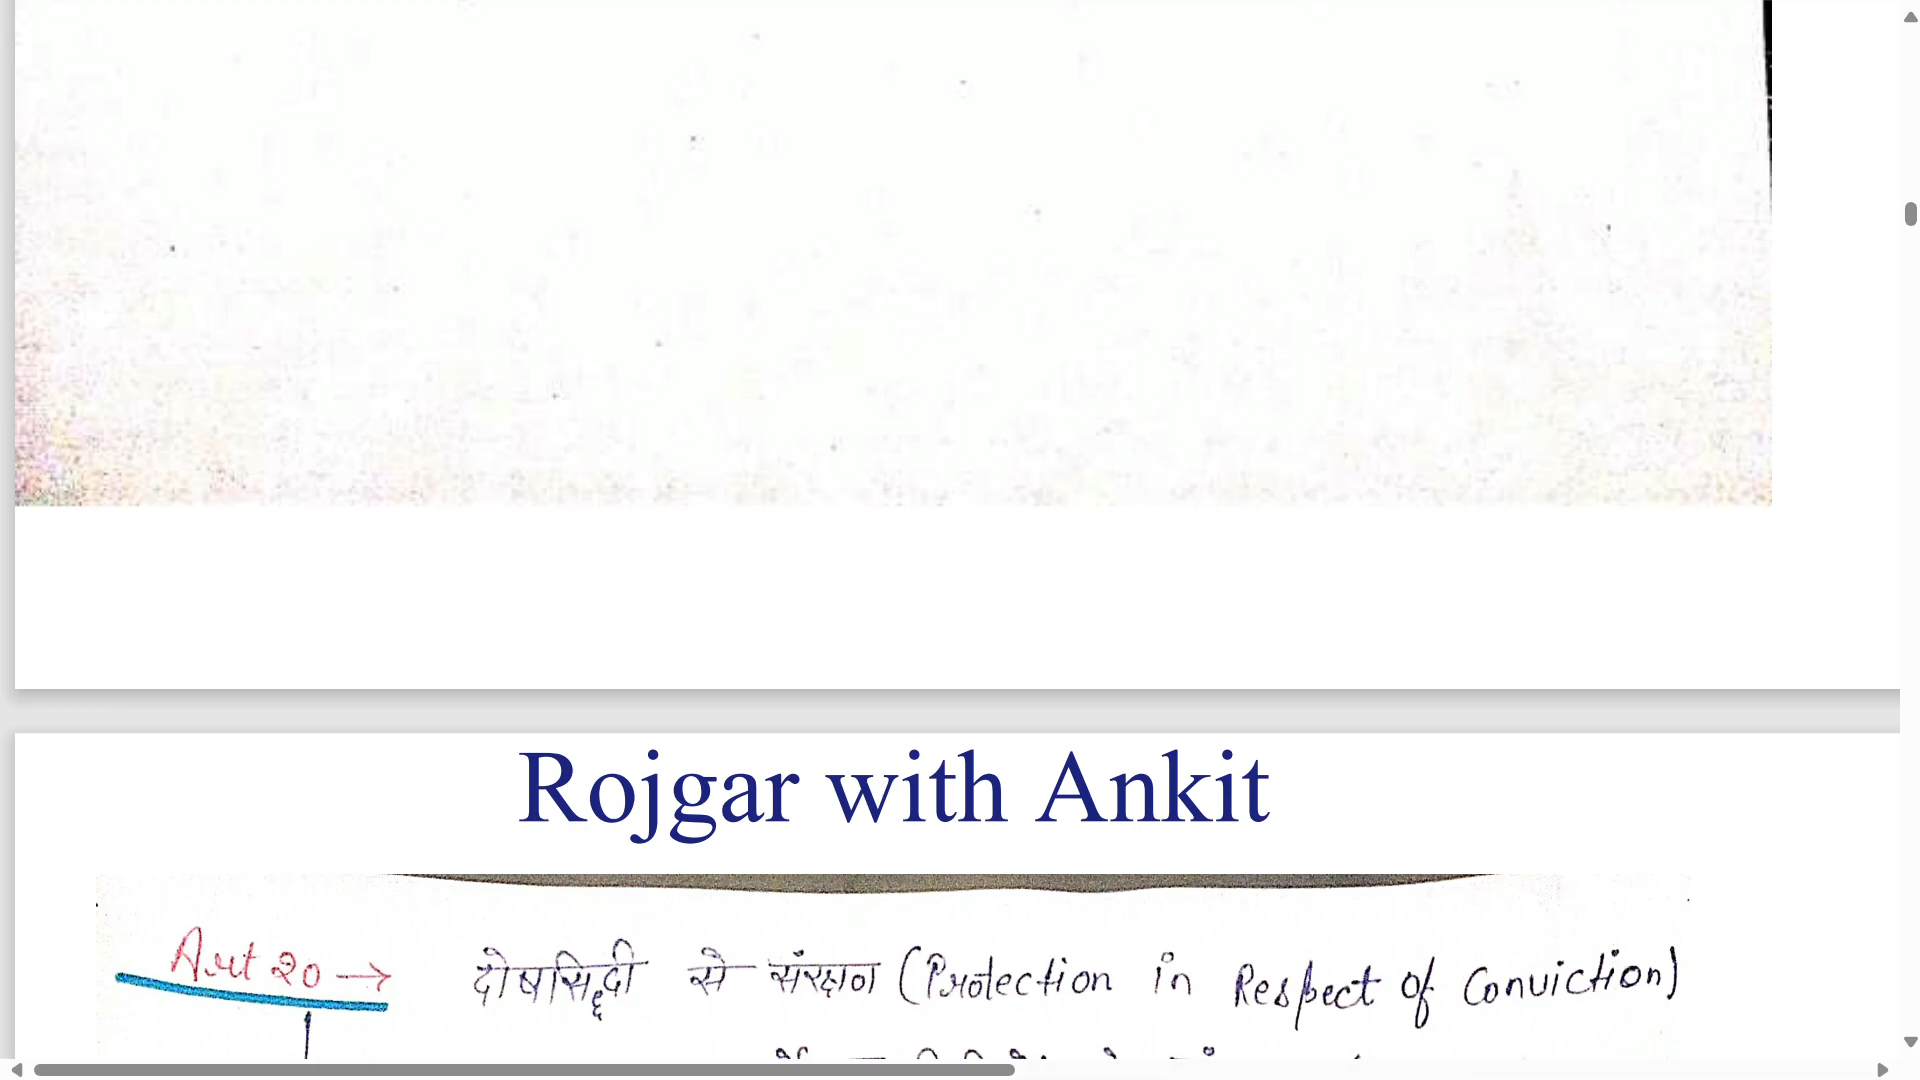 Rojgar with Ankit
Art 20 → दोषसिद्दी से संरक्षण (Protection in Respect of Conviction)